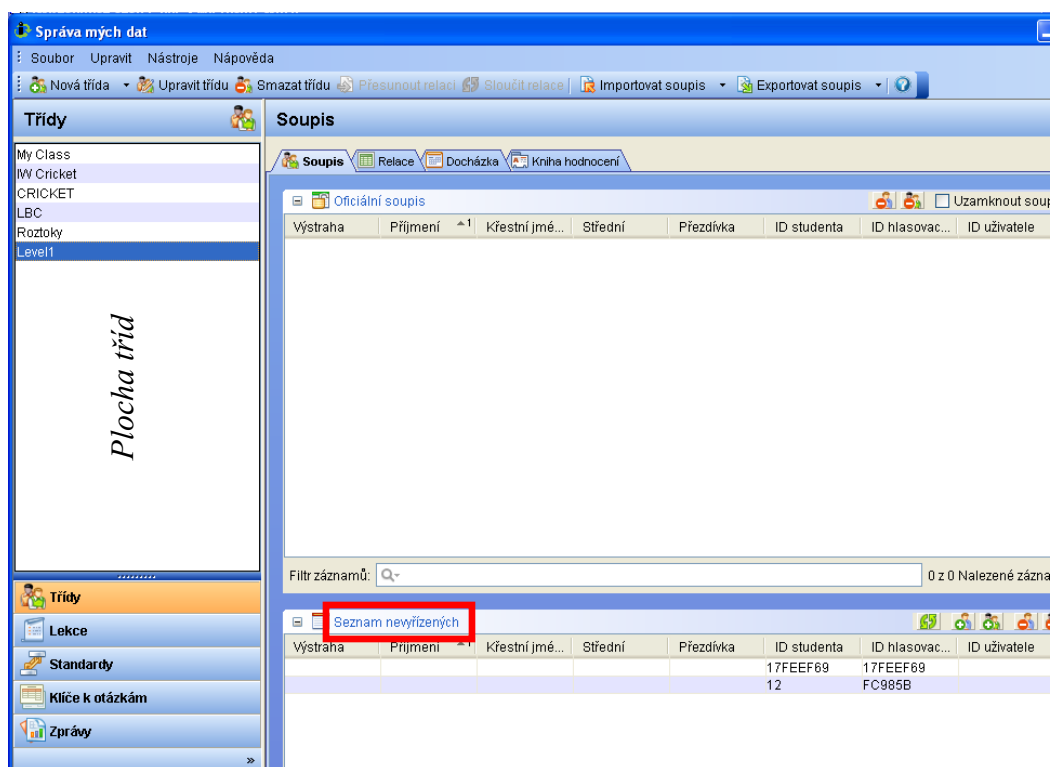 Správa mých dat
Soubor Upravit Nástroje Nápověda
Nová třída Upravit třídu Smazat třídu Přesunout relaci Sloučit relace Importovat soupis Exportovat soupis
Třídy
Soupis
My Class
IW Cricket
CRICKET
LBC
Roztoky
Level1
Plocha tříd
Soupis Relace Docházka Kniha hodnocení
Oficiální soupis Uzamknout soup
Výstraha Příjmení 1 Křestní jmé... Střední Přezdívka ID studenta ID hlasovac... ID uživatele
Filtr záznamů: 0 z 0 Nalezené zázna
Třídy
Lekce
Standardy
Klíče k otázkám
Zprávy
»
Seznam nevyřízených
Výstraha Příjmení 1 Křestní jmé... Střední Přezdívka ID studenta ID hlasovac... ID uživatele
17FEEF69 17FEEF69
12 FC985B